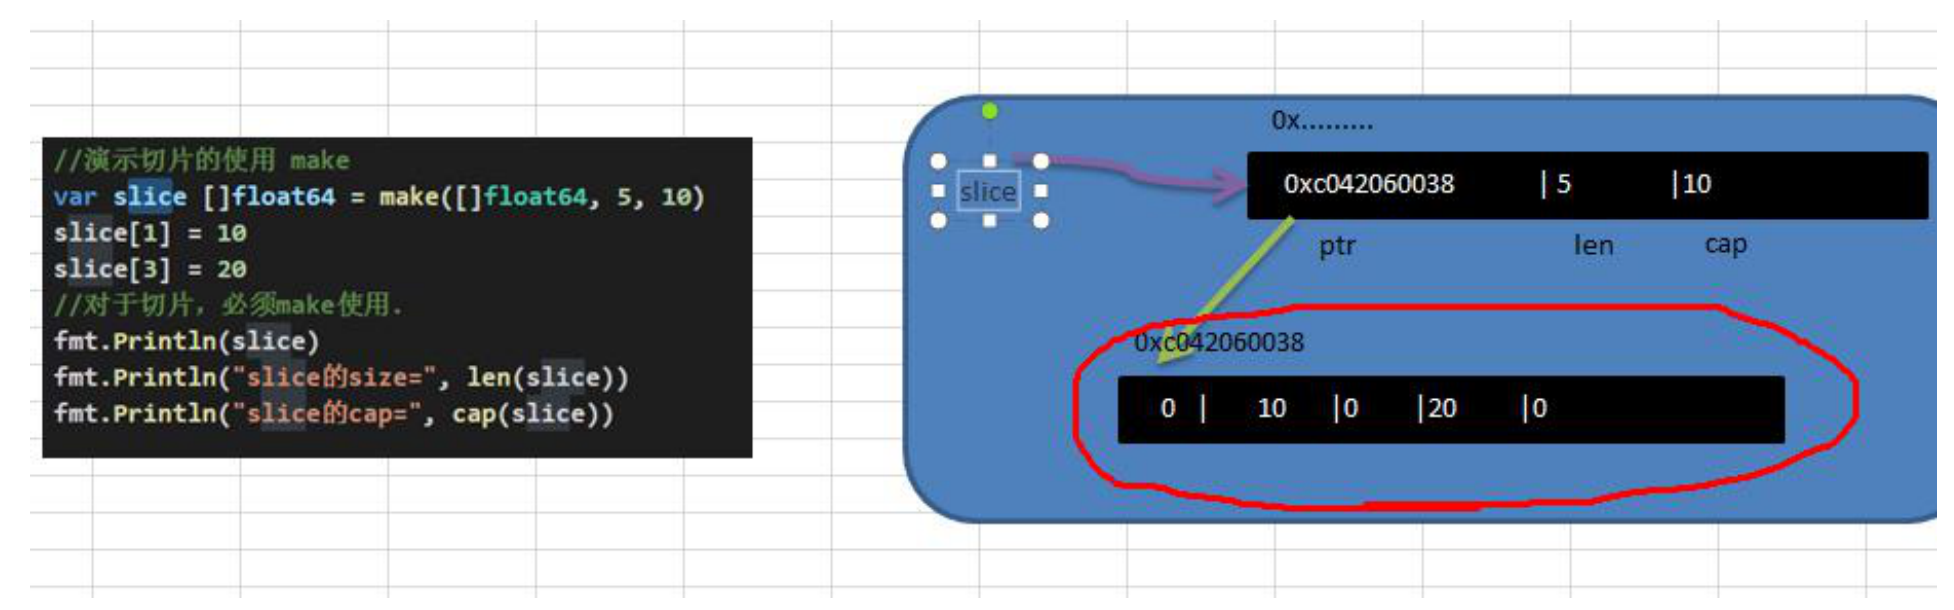 //演示切片的使用 make
var slice []float64 = make([]float64, 5, 10)
slice[1] = 10
slice[3] = 20
//对于切片，必须make使用.
fmt.Println(slice)
fmt.Println("slice的size=", len(slice))
fmt.Println("slice的cap=", cap(slice))
0x.........
slice
0xc042060038 |5 |10
ptr len cap
0xc042060038
0 | 10 |0 |20 |0